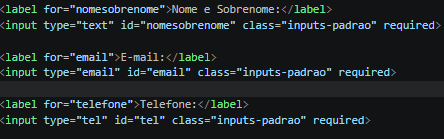 <label for="nomesobrenome">Nome e Sobrenome:</label>
<input type="text" id="nomesobrenome" class="inputs-padrao" required>
<label for="email">E-mail:</label>
<input type="email" id="email" class="inputs-padrao" required>
<label for="telefone">Telefone:</label>
<input type="tel" id="tel" class="inputs-padrao" required>